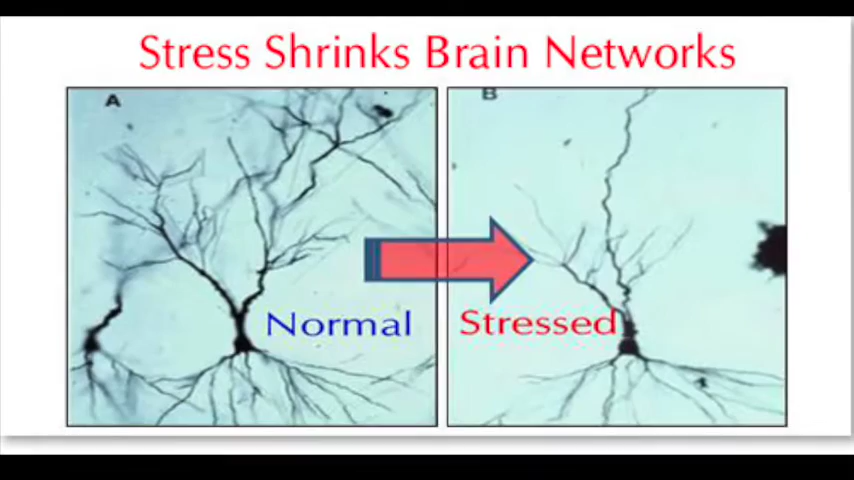 Stress Shrinks Brain Networks
A
B
Normal
Stressed